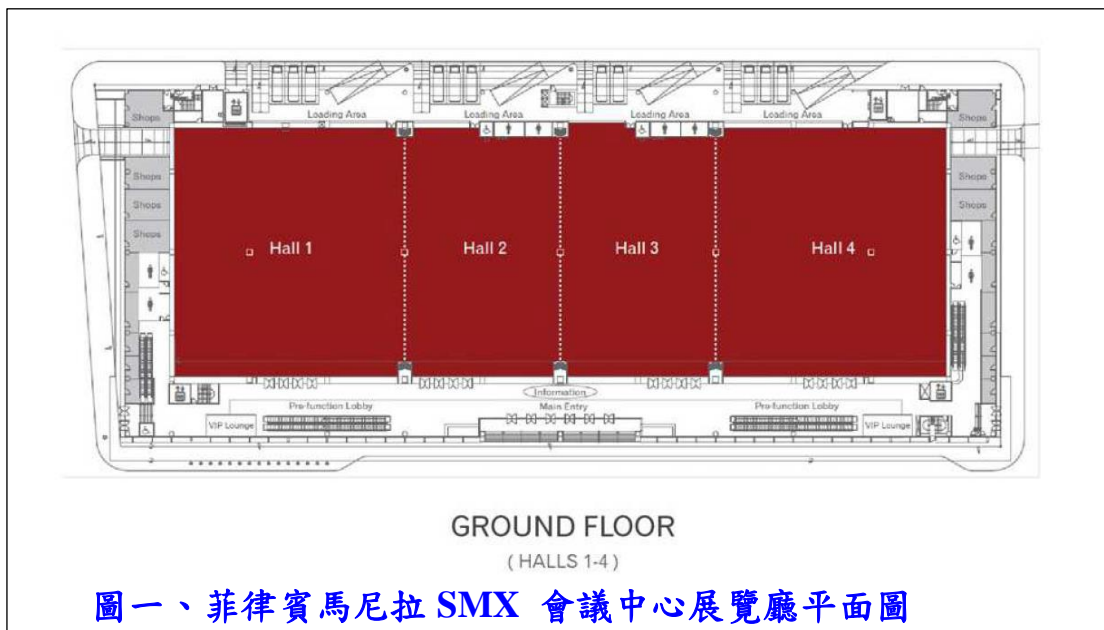 Loading Area
Loading Area
Loading Area
Loading Area
Shops
Shops
Shops
Shops
Shops
Shops
Shops
Hall 1
Hall 2
Hall 3
Hall 4
Information
Pre-function Lobby
Main Entry
Pre-function Lobby
VIP Lounge
VIP Lounge
GROUND FLOOR
( HALLS 1-4 )
圖一、菲律賓馬尼拉 SMX 會議中心展覽廳平面圖